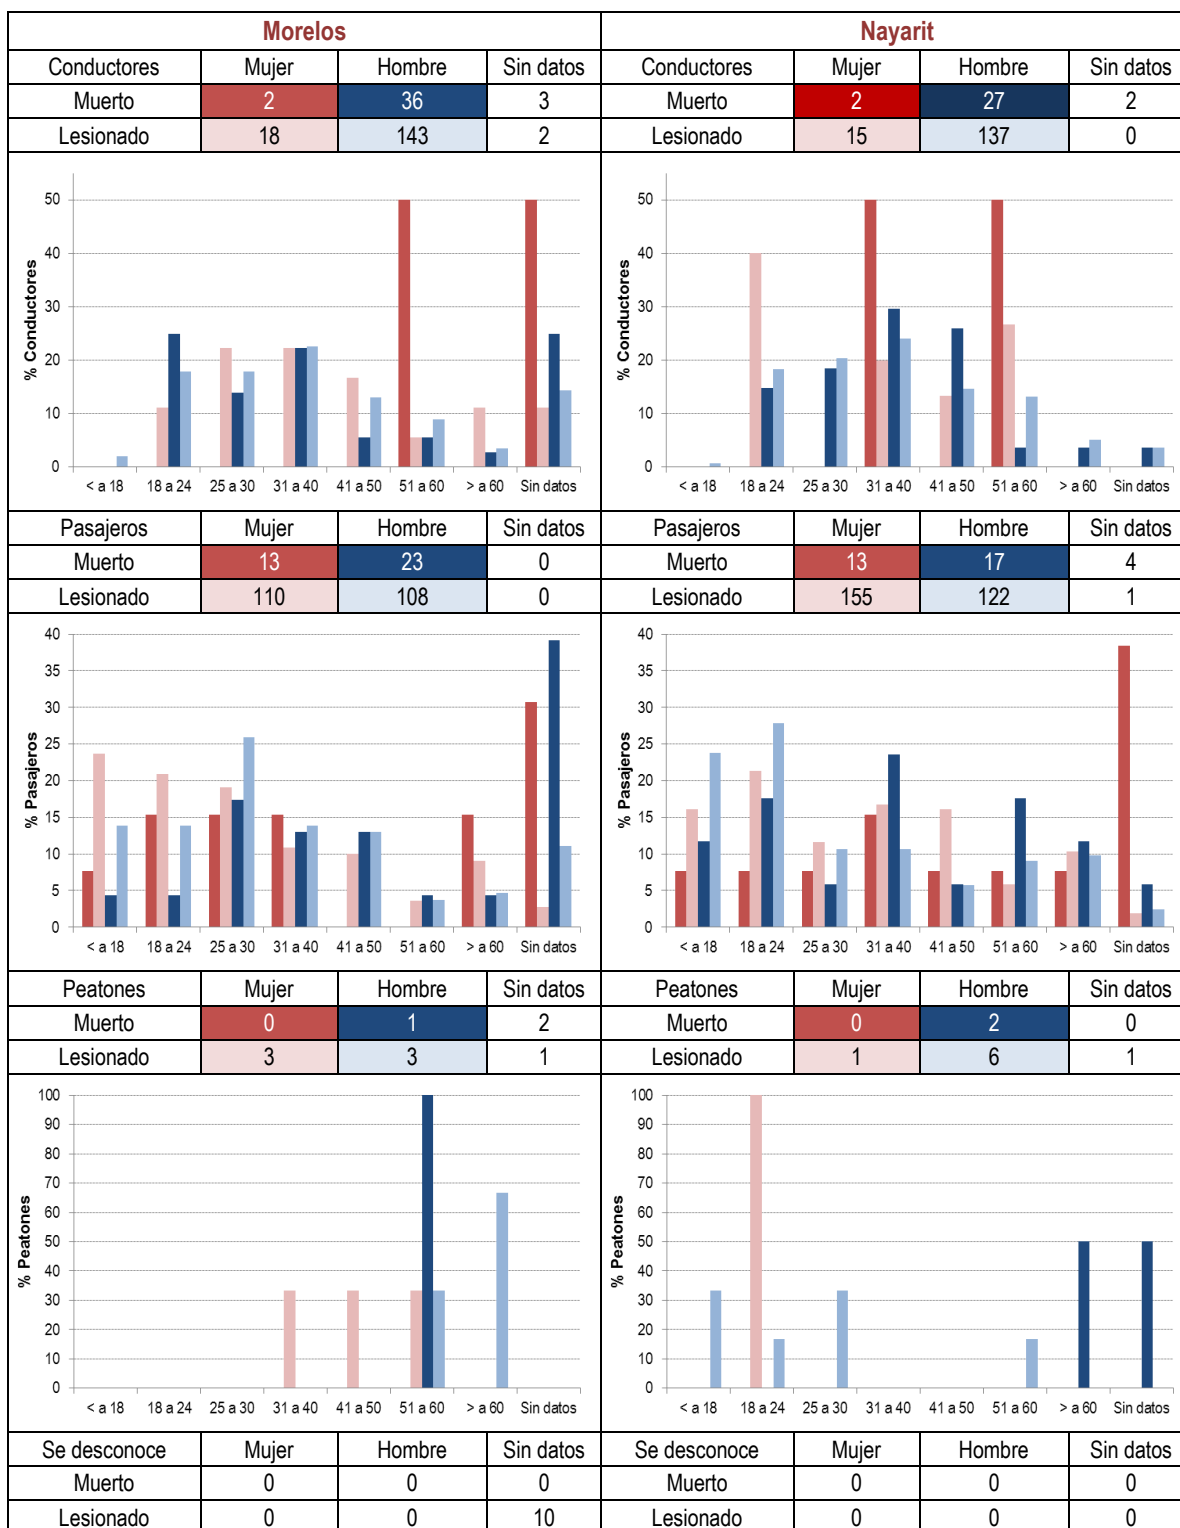 Morelos Nayarit
Conductores Mujer Hombre Sin datos Conductores Mujer Hombre Sin datos
Muerto 2 36 3 Muerto 2 27 2
Lesionado 18 143 2 Lesionado 15 137 0
% Conductores
50
40
30
20
10
0
< a 18 18 a 24 25 a 30 31 a 40 41 a 50 51 a 60 > a 60 Sin datos
% Conductores
50
40
30
20
10
0
< a 18 18 a 24 25 a 30 31 a 40 41 a 50 51 a 60 > a 60 Sin datos
Pasajeros Mujer Hombre Sin datos Pasajeros Mujer Hombre Sin datos
Muerto 13 23 0 Muerto 13 17 4
Lesionado 110 108 0 Lesionado 155 122 1
% Pasajeros
40
35
30
25
20
15
10
5
0
< a 18 18 a 24 25 a 30 31 a 40 41 a 50 51 a 60 > a 60 Sin datos
% Pasajeros
40
35
30
25
20
15
10
5
0
< a 18 18 a 24 25 a 30 31 a 40 41 a 50 51 a 60 > a 60 Sin datos
Peatones Mujer Hombre Sin datos Peatones Mujer Hombre Sin datos
Muerto 0 1 2 Muerto 0 2 0
Lesionado 3 3 1 Lesionado 1 6 1
% Peatones
100
90
80
70
60
50
40
30
20
10
0
< a 18 18 a 24 25 a 30 31 a 40 41 a 50 51 a 60 > a 60 Sin datos
% Peatones
100
90
80
70
60
50
40
30
20
10
0
< a 18 18 a 24 25 a 30 31 a 40 41 a 50 51 a 60 > a 60 Sin datos
Se desconoce Mujer Hombre Sin datos Se desconoce Mujer Hombre Sin datos
Muerto 0 0 0 Muerto 0 0 0
Lesionado 0 0 10 Lesionado 0 0 0